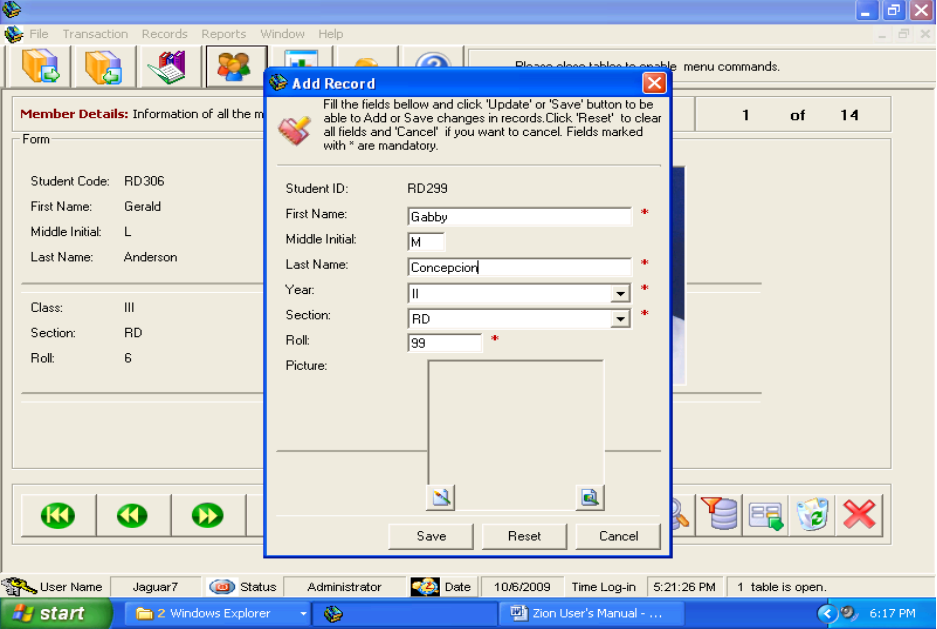 File Transaction Records Reports Window Help
Please close tables to enable menu commands.
Add Record
Fill the fields bellow and click 'Update' or 'Save' button to be
able to Add or Save changes in records.Click 'Reset' to clear
all fields and 'Cancel' if you want to cancel. Fields marked
with * are mandatory.
Member Details: Information of all the m
1 of 14
Form
Student Code: RD306
First Name: Gerald
Middle Initial: L
Last Name: Anderson
Class: III
Section: RD
Roll: 6
Student ID: RD299
First Name: Gabby *
Middle Initial: M
Last Name: Concepcion *
Year: II *
Section: RD *
Roll: 99 *
Picture:
Save Reset Cancel
User Name Jaguar7 Status Administrator Date 10/6/2009 Time Log-in 5:21:26 PM 1 table is open.
start 2 Windows Explorer Zion User's Manual - ... 6:17 PM